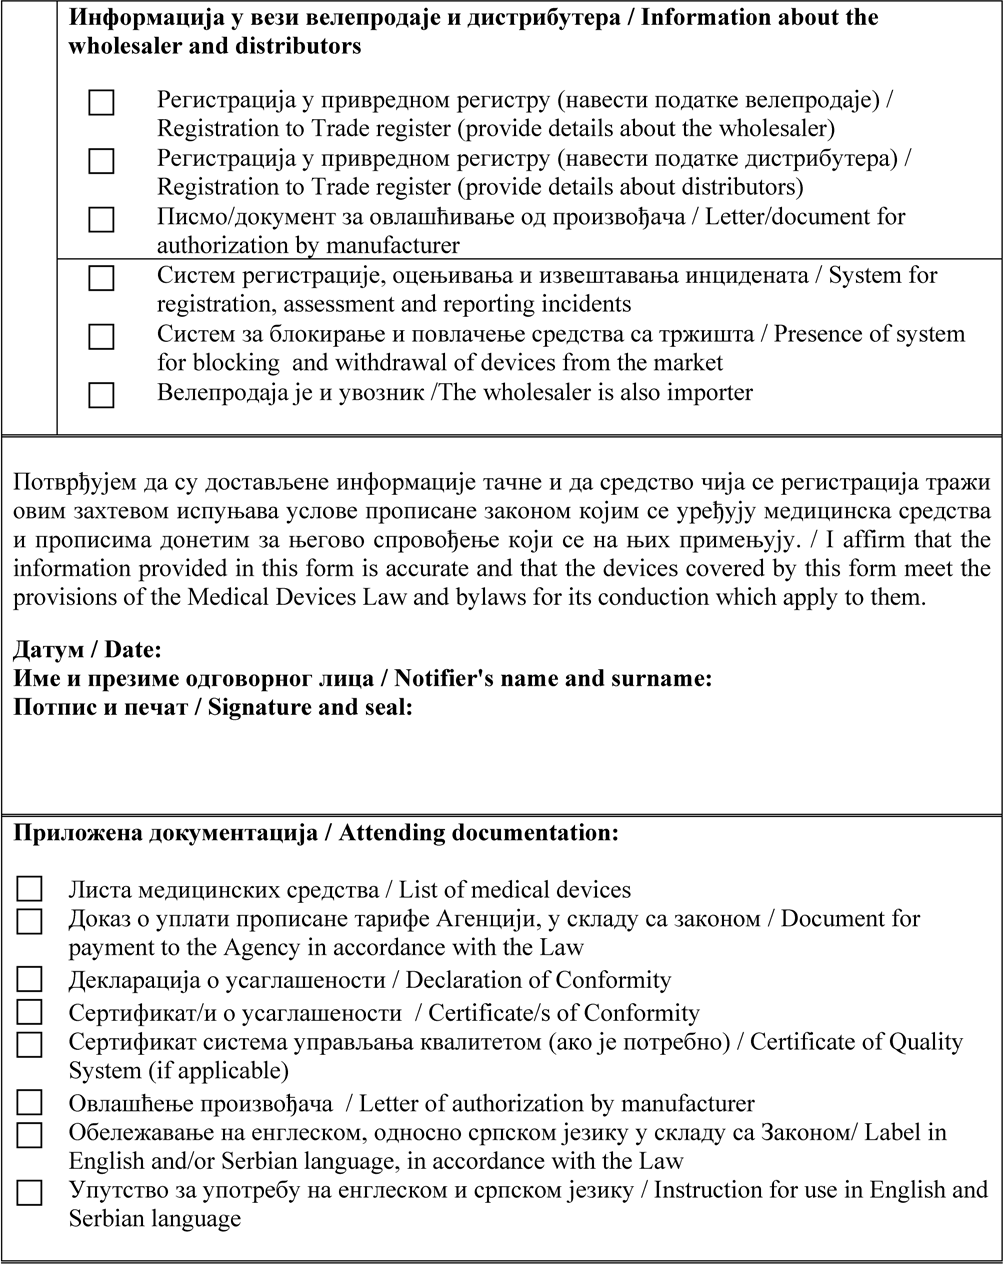 Информација у вези велепродаје и дистрибутера / Information about the
wholesaler and distributors
Регистрација у привредном регистру (навести податке велепродаје) /
Registration to Trade register (provide details about the wholesaler)
Регистрација у привредном регистру (навести податке дистрибутера) /
Registration to Trade register (provide details about distributors)
Писмо/документ за овлашћивање од произвођача / Letter/document for
authorization by manufacturer
Систем регистрације, оцењивања и извештавања инцидената / System for
registration, assessment and reporting incidents
Систем за блокирање и повлачење средства са тржишта / Presence of system
for blocking  and withdrawal of devices from the market
Велепродаја је и увозник /The wholesaler is also importer
Потврђујем да су достављене информације тачне и да средство чија се регистрација тражи
овим захтевом испуњава услове прописане законом којим се уређују медицинска средства
и прописима донетим за његово спровођење који се на њих примењују. / I affirm that the
information provided in this form is accurate and that the devices covered by this form meet the
provisions of the Medical Devices Law and bylaws for its conduction which apply to them.
Датум / Date:
Име и презиме одговорног лица / Notifier's name and surname:
Потпис и печат / Signature and seal:
Приложена документација / Attending documentation:
Листа медицинских средства / List of medical devices
Доказ о уплати прописане тарифе Агенцији, у складу са законом / Document for
payment to the Agency in accordance with the Law
Декларација о усаглашености / Declaration of Conformity
Сертификат/и о усаглашености  / Certificate/s of Conformity
Сертификат система управљања квалитетом (ако је потребно) / Certificate of Quality
System (if applicable)
Овлашћење произвођача  / Letter of authorization by manufacturer
Обележавање на енглеском, односно српском језику у складу са Законом/ Label in
English and/or Serbian language, in accordance with the Law
Упутство за употребу на енглеском и српском језику / Instruction for use in English and
Serbian language